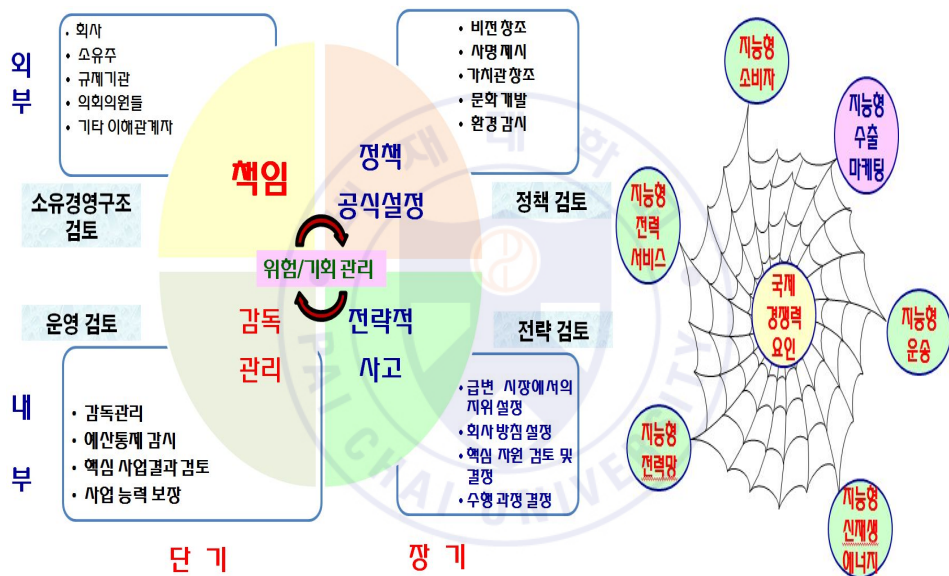 외
부
• 회사
• 소유주
• 규제기관
• 의회의원들
• 기타 이해관계자
• 비전 창조
• 사명 제시
• 가치관 창조
• 문화 개발
• 환경 감시
책임
정책
공식설정
소유경영구조
검토
정책 검토
위험/기회 관리
운영 검토
감독
관리
전략적
사고
전략 검토
내
부
• 감독관리
• 예산통제 감시
• 핵심 사업결과 검토
• 사업 능력 보장
• 급변 시장에서의
지위 설정
• 회사 방침 설정
• 핵심 자원 검토 및
결정
• 수행 과정 결정
단 기
장 기
지능형
소비자
지능형
수출
마케팅
지능형
전력
서비스
국제
경쟁력
요인
지능형
운송
지능형
전력망
지능형
신재생
에너지
재 대 학
PAI CHAI UNIVERSITY